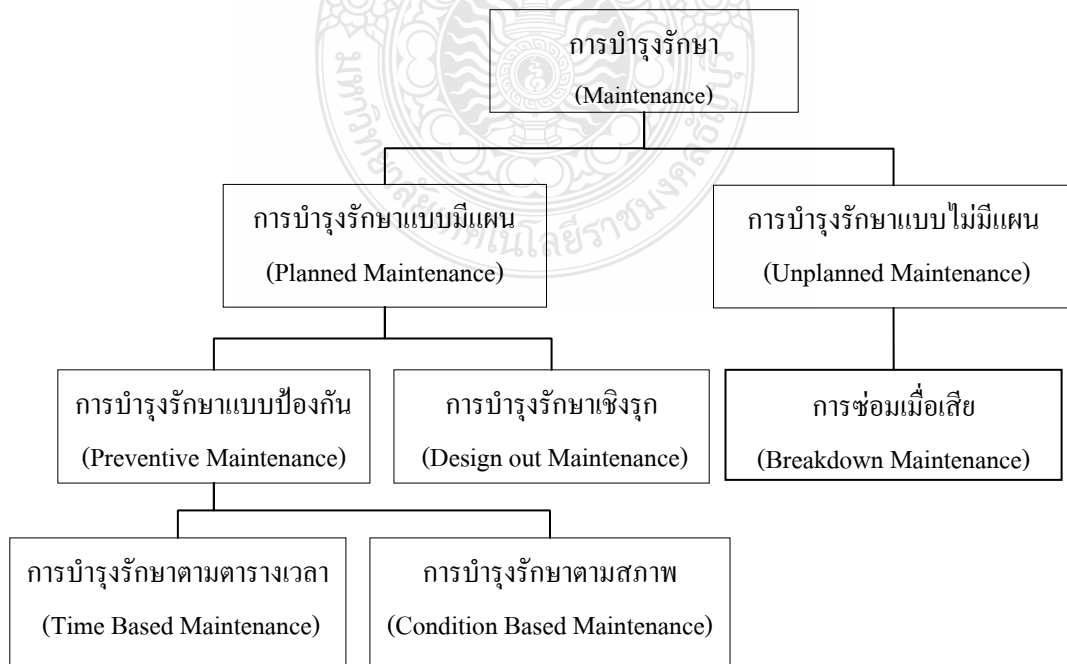 การบำรุงรักษา
(Maintenance)
การบำรุงรักษาแบบมีแผน
(Planned Maintenance)
การบำรุงรักษาแบบไม่มีแผน
(Unplanned Maintenance)
การบำรุงรักษาแบบป้องกัน
(Preventive Maintenance)
การบำรุงรักษาเชิงรุก
(Design out Maintenance)
การซ่อมเมื่อเสีย
(Breakdown Maintenance)
การบำรุงรักษาตามตารางเวลา
(Time Based Maintenance)
การบำรุงรักษาตามสภาพ
(Condition Based Maintenance)